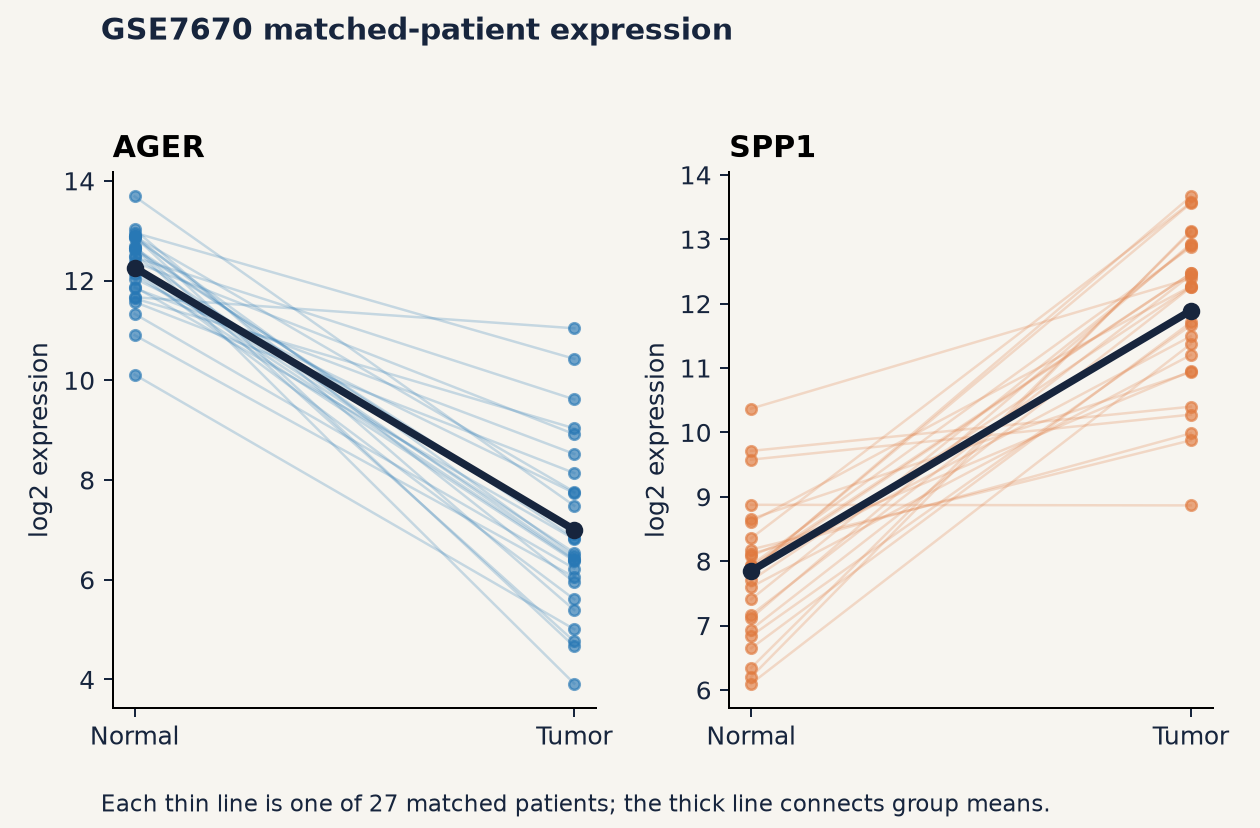 GSE7670 matched-patient expression
AGER
14
12
10
8
6
4
log2 expression
Normal
Tumor
SPP1
14
13
12
11
10
9
8
7
6
log2 expression
Normal
Tumor
Each thin line is one of 27 matched patients; the thick line connects group means.